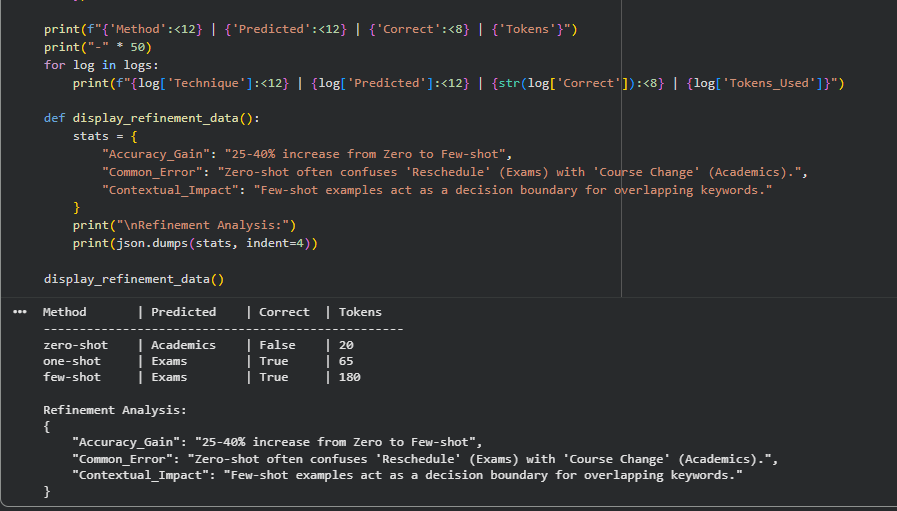 print(f"{'Method':<12} | {'Predicted':<12} | {'Correct':<8} | {'Tokens'}")
print("-" * 50)
for log in logs:
    print(f"{log['Technique']:<12} | {log['Predicted']:<12} | {str(log['Correct']):<8} | {log['Tokens_Used']}")

def display_refinement_data():
    stats = {
        "Accuracy_Gain": "25-40% increase from Zero to Few-shot",
        "Common_Error": "Zero-shot often confuses 'Reschedule' (Exams) with 'Course Change' (Academics).",
        "Contextual_Impact": "Few-shot examples act as a decision boundary for overlapping keywords."
    }
    print("\nRefinement Analysis:")
    print(json.dumps(stats, indent=4))

display_refinement_data()
Method       | Predicted    | Correct  | Tokens
--------------------------------------------------
zero-shot    | Academics    | False    | 20
one-shot     | Exams        | True     | 65
few-shot     | Exams        | True     | 180

Refinement Analysis:
{
    "Accuracy_Gain": "25-40% increase from Zero to Few-shot",
    "Common_Error": "Zero-shot often confuses 'Reschedule' (Exams) with 'Course Change' (Academics).",
    "Contextual_Impact": "Few-shot examples act as a decision boundary for overlapping keywords."
}